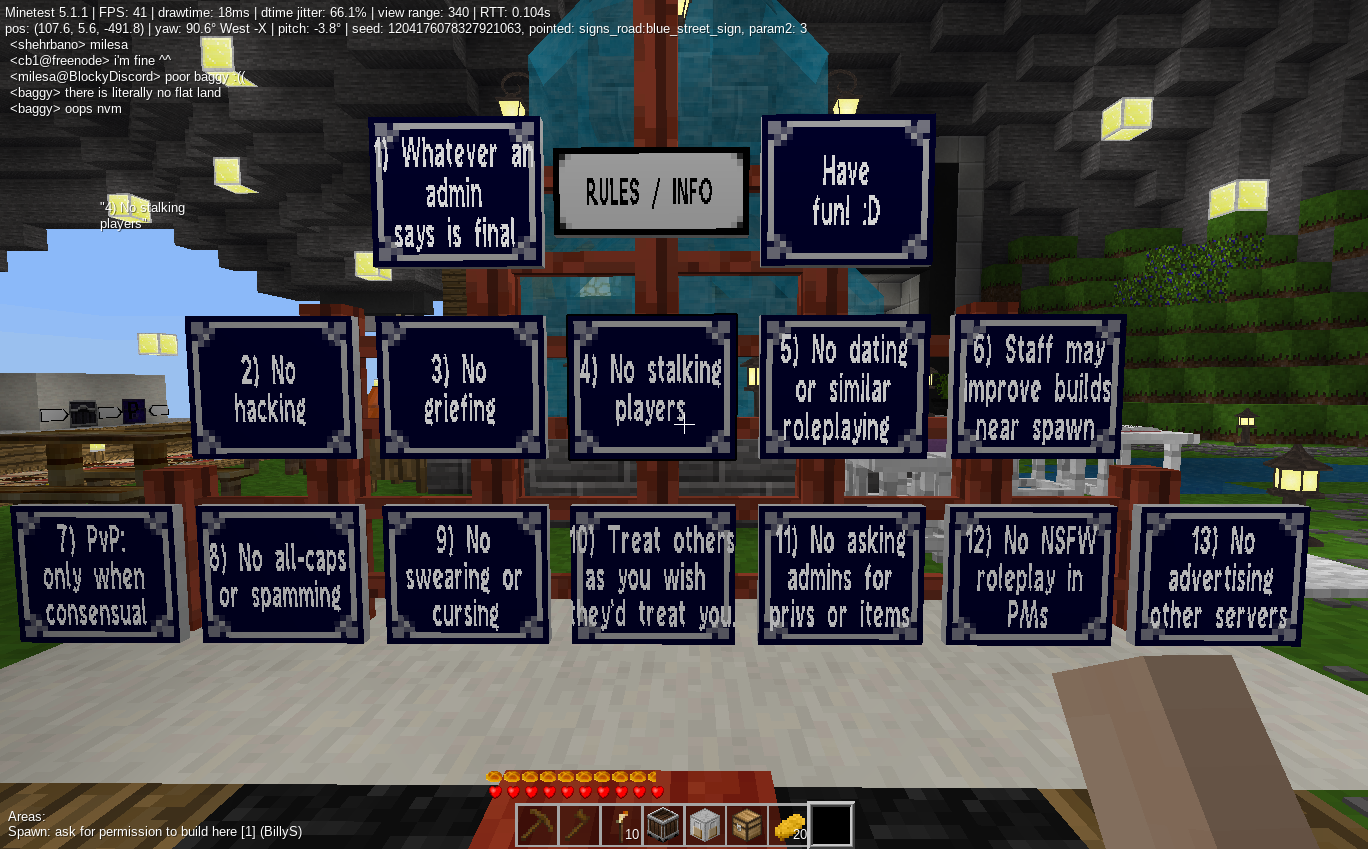 Minetest 5.1.1 | FPS: 41 | drawtime: 18ms | dtime jitter: 66.1% | view range: 340 | RTT: 0.104s
pos: (107.6, 5.6, -491.8) | yaw: 90.6° West -X | pitch: -3.8° | seed: 1204176078327921063, pointed: signs_road:blue_street_sign, param2: 3
<shehrbano> milesa
<cb1@freenode> i'm fine ^^
<milesa@BlockyDiscord> poor baggy :((
<baggy> there is literally no flat land
<baggy> oops nvm
1) Whatever an
admin
says is final
RULES / INFO
Have
fun! :D
"4) No stalking
players"
2) No
hacking
3) No
griefing
4) No stalking
players
5) No dating
or similar
roleplaying
6) Staff may
improve builds
near spawn
7) PvP:
only when
consensual
8) No all-caps
or spamming
9) No
swearing or
cursing
10) Treat others
as you wish
they'd treat you.
11) No asking
admins for
privs or items
12) No NSFW
roleplay in
PMs
13) No
advertising
other servers
Areas:
Spawn: ask for permission to build here [1] (BillyS)
10
20